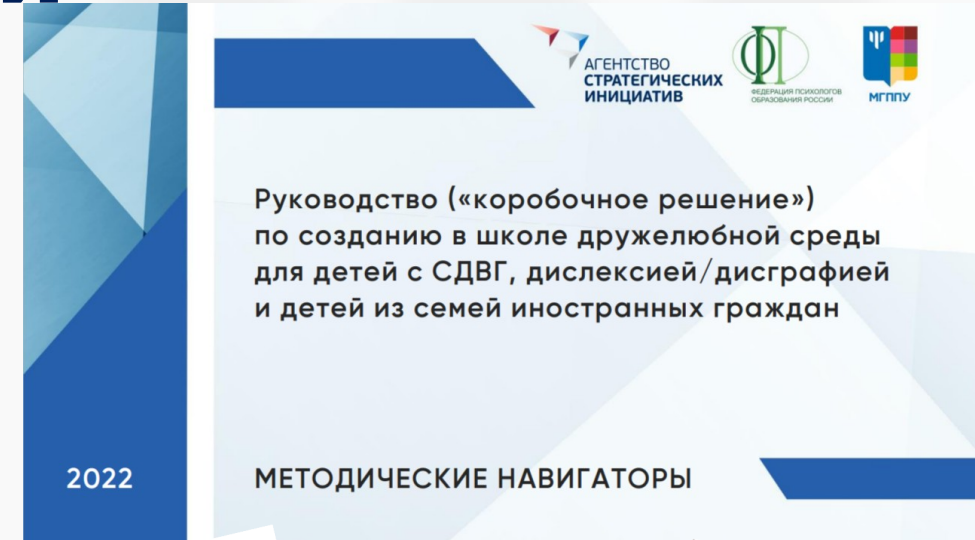 АГЕНТСТВО
СТРАТЕГИЧЕСКИХ
ИНИЦИАТИВ
ФЕДЕРАЦИЯ ПСИХОЛОГОВ
ОБРАЗОВАНИЯ РОССИИ
МГППУ
Руководство («коробочное решение»)
по созданию в школе дружелюбной среды
для детей с СДВГ, дислексией/дисграфией
и детей из семей иностранных граждан
2022
МЕТОДИЧЕСКИЕ НАВИГАТОРЫ